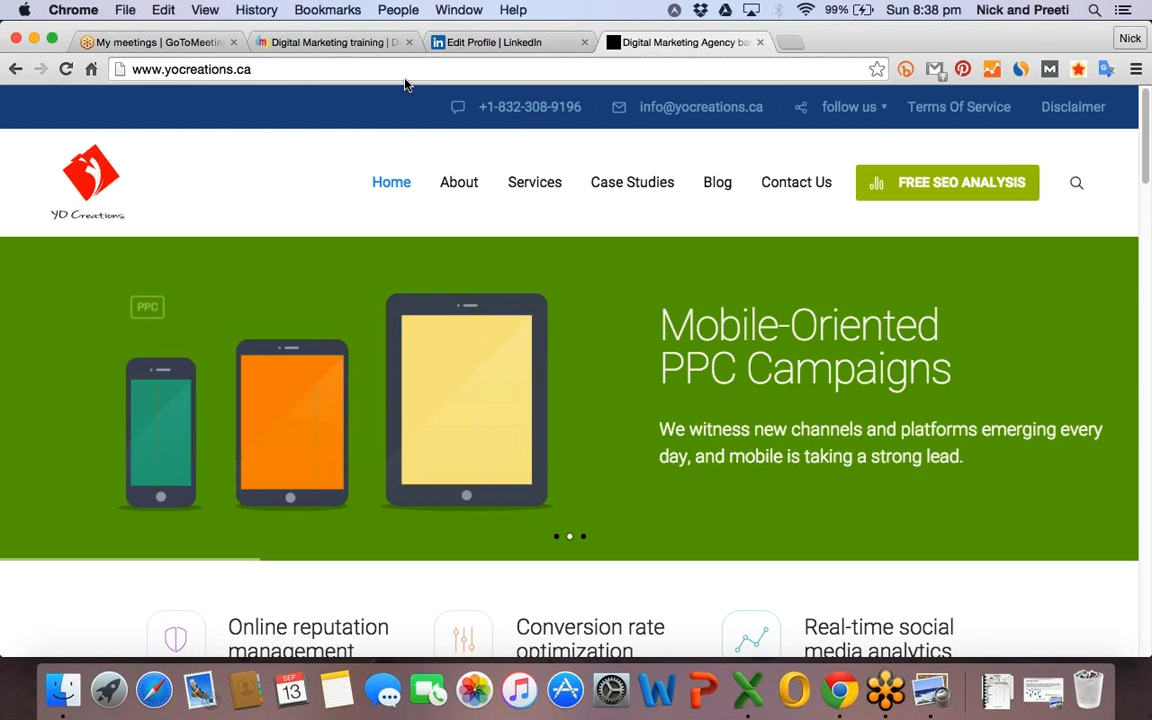 Chrome File Edit View History Bookmarks People Window Help 99% Sun 8:38 pm Nick and Preeti
My meetings | GoToMeetin Digital Marketing training | D Edit Profile | LinkedIn Digital Marketing Agency ba Nick
www.yocreations.ca
+1-832-308-9196 info@yocreations.ca follow us Terms Of Service Disclaimer
YO Creations
Home About Services Case Studies Blog Contact Us FREE SEO ANALYSIS
PPC
Mobile-Oriented
PPC Campaigns
We witness new channels and platforms emerging every
day, and mobile is taking a strong lead.
Online reputation
management
Conversion rate
optimization
Real-time social
media analytics
SEP
13